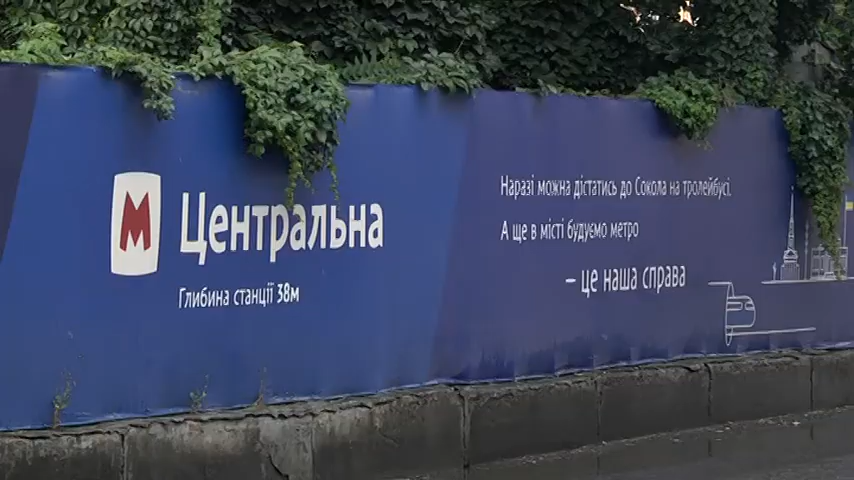 М
Центральна
Глибина станції 38м
Наразі можна дістатись до Сокола на тролейбусі.
А ще в місті будуємо метро
– це наша справа